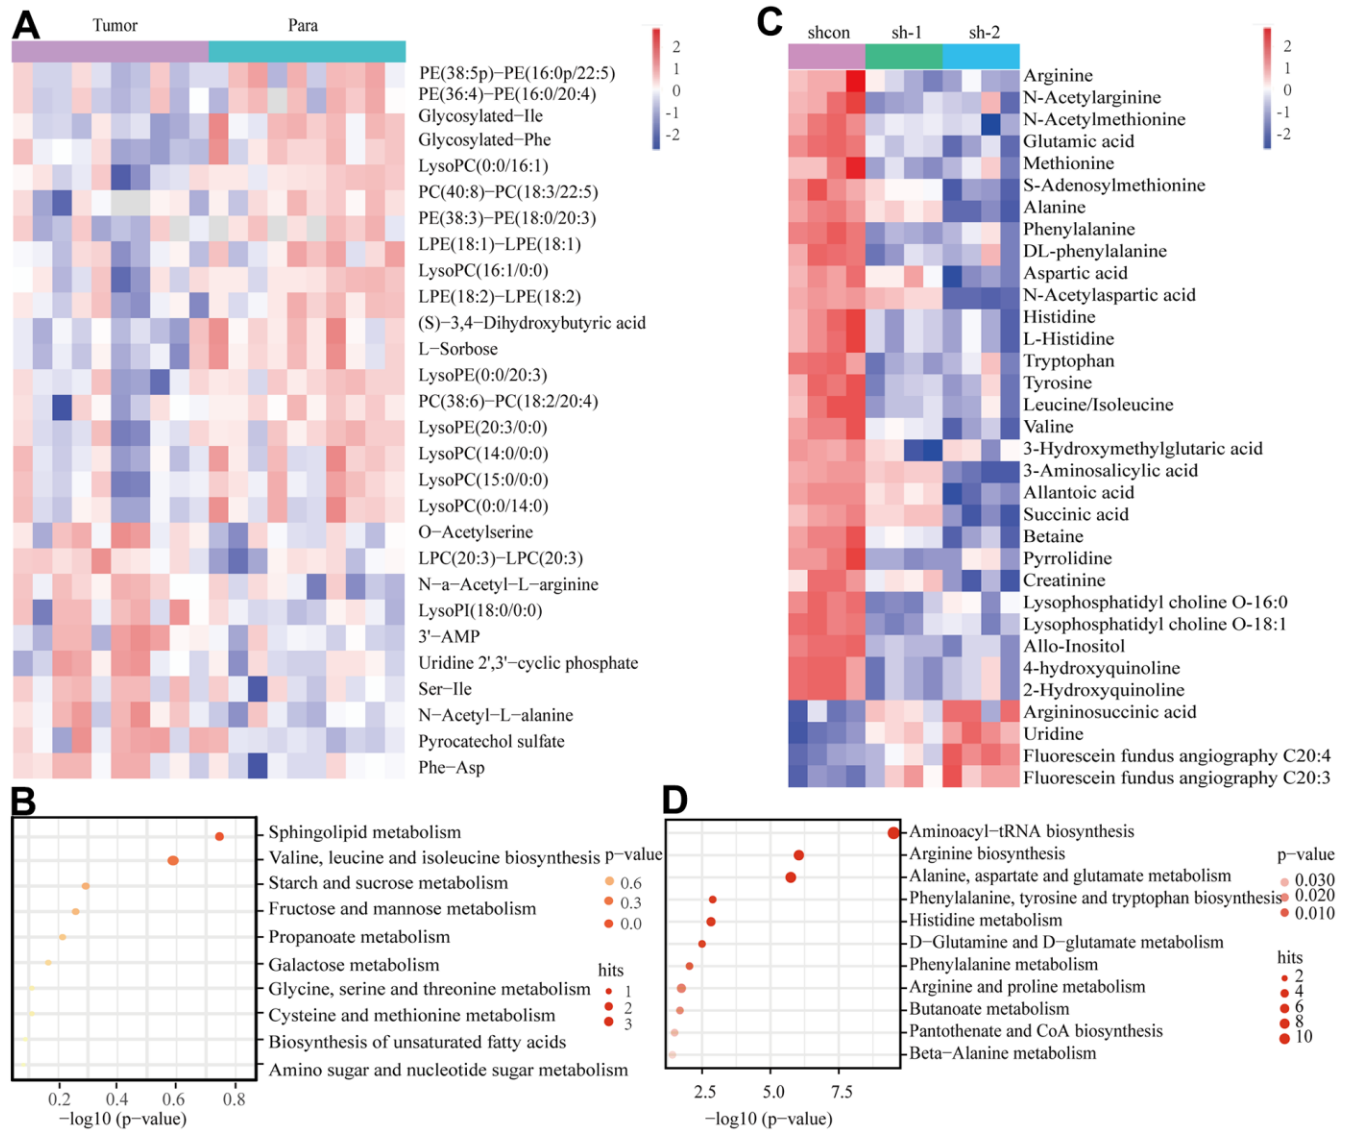 A
Tumor
Para
2
1
0
-1
-2
PE(38:5p)−PE(16:0p/22:5)
PE(36:4)−PE(16:0/20:4)
Glycosylated−Ile
Glycosylated−Phe
LysoPC(0:0/16:1)
PC(40:8)−PC(18:3/22:5)
PE(38:3)−PE(18:0/20:3)
LPE(18:1)−LPE(18:1)
LysoPC(16:1/0:0)
LPE(18:2)−LPE(18:2)
(S)−3,4−Dihydroxybutyric acid
L−Sorbose
LysoPE(0:0/20:3)
PC(38:6)−PC(18:2/20:4)
LysoPE(20:3/0:0)
LysoPC(14:0/0:0)
LysoPC(15:0/0:0)
LysoPC(0:0/14:0)
O−Acetylserine
LPC(20:3)−LPC(20:3)
N−a−Acetyl−L−arginine
LysoPI(18:0/0:0)
3'−AMP
Uridine 2',3'−cyclic phosphate
Ser−Ile
N−Acetyl−L−alanine
Pyrocatechol sulfate
Phe−Asp
C
shcon
sh-1
sh-2
2
1
0
-1
-2
Arginine
N-Acetylarginine
N-Acetylmethionine
Glutamic acid
Methionine
S-Adenosylmethionine
Alanine
Phenylalanine
DL-phenylalanine
Aspartic acid
N-Acetylaspartic acid
Histidine
L-Histidine
Tryptophan
Tyrosine
Leucine/Isoleucine
Valine
3-Hydroxymethylglutaric acid
3-Aminosalicylic acid
Allantoic acid
Succinic acid
Betaine
Pyrrolidine
Creatinine
Lysophosphatidyl choline O-16:0
Lysophosphatidyl choline O-18:1
Allo-Inositol
4-hydroxyquinoline
2-Hydroxyquinoline
Argininosuccinic acid
Uridine
Fluorescein fundus angiography C20:4
Fluorescein fundus angiography C20:3
B
Sphingolipid metabolism
Valine, leucine and isoleucine biosynthesis
Starch and sucrose metabolism
Fructose and mannose metabolism
Propanoate metabolism
Galactose metabolism
Glycine, serine and threonine metabolism
Cysteine and methionine metabolism
Biosynthesis of unsaturated fatty acids
Amino sugar and nucleotide sugar metabolism
p−value
0.6
0.3
0.0
hits
1
2
3
0.2
0.4
0.6
0.8
−log10 (p−value)
D
Aminoacyl−tRNA biosynthesis
Arginine biosynthesis
Alanine, aspartate and glutamate metabolism
Phenylalanine, tyrosine and tryptophan biosynthesis
Histidine metabolism
D−Glutamine and D−glutamate metabolism
Phenylalanine metabolism
Arginine and proline metabolism
Butanoate metabolism
Pantothenate and CoA biosynthesis
Beta−Alanine metabolism
p−value
0.030
0.020
0.010
hits
2
4
6
8
10
2.5
5.0
7.5
−log10 (p−value)